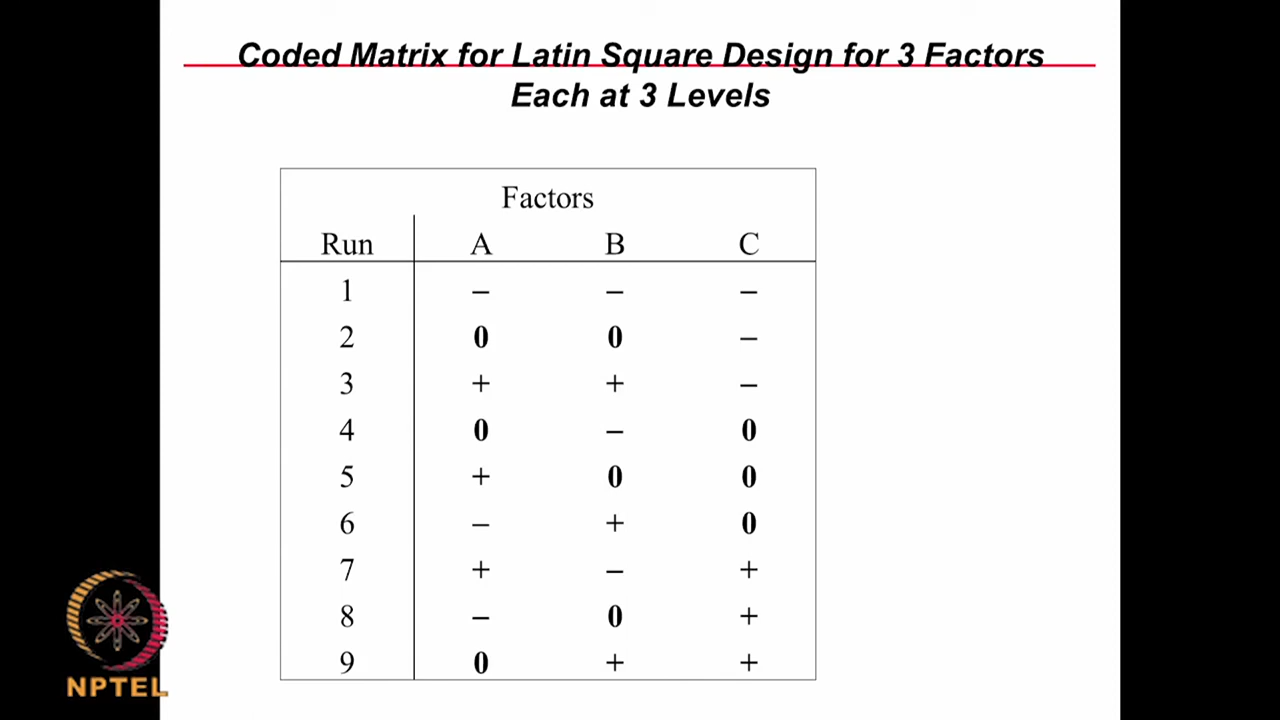 Coded Matrix for Latin Square Design for 3 Factors
Each at 3 Levels
Factors
Run A B C
1 – – –
2 0 0 –
3 + + –
4 0 – 0
5 + 0 0
6 – + 0
7 + – +
8 – 0 +
9 0 + +
NPTEL